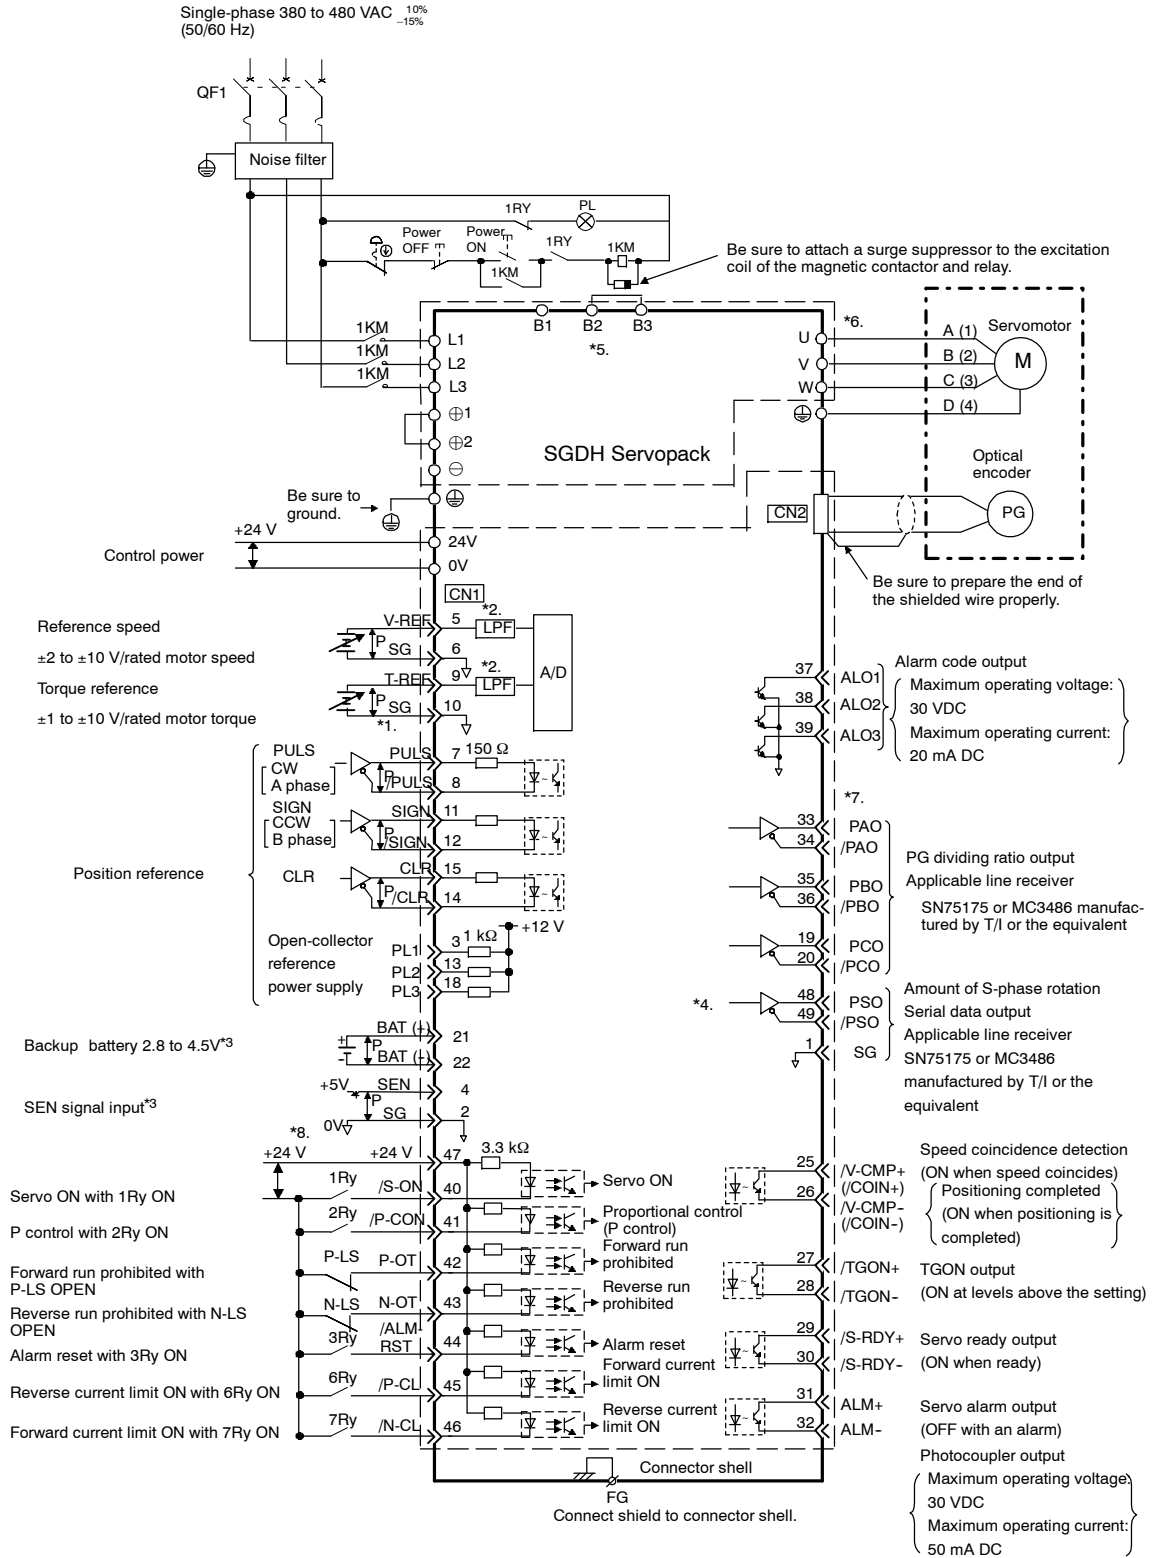 Single-phase 380 to 480 VAC 10% −15%
(50/60 Hz)
QF1
Noise filter
1RY
PL
Power
OFF
Power
ON
1RY
1KM
1KM
Be sure to attach a surge suppressor to the excitation
coil of the magnetic contactor and relay.
B1
B2
B3
*5.
1KM
L1
1KM
L2
1KM
L3
⊕1
⊕2
⊖
SGDH Servopack
*6.
U
V
W
A (1)
B (2)
C (3)
D (4)
Servomotor
M
Optical
encoder
PG
CN2
Be sure to prepare the end of
the shielded wire properly.
Be sure to
ground.
+24 V
Control power
24V
0V
CN1
Reference speed
±2 to ±10 V/rated motor speed
V-REF
P
SG
5
6
*2.
LPF
Torque reference
±1 to ±10 V/rated motor torque
T-REF
P
SG
*1.
9
10
*2.
LPF
A/D
Position reference
PULS
CW
A phase
PULS
P
/PULS
7
8
150 Ω
SIGN
CCW
B phase
SIGN
P
/SIGN
11
12
CLR
CLR
P
/CLR
15
14
Open-collector
reference
power supply
PL1
PL2
PL3
3
13
18
1 kΩ
+12 V
Backup battery 2.8 to 4.5V*3
+
-
BAT (+)
P
BAT (-)
21
22
SEN signal input*3
+5V
SEN
P
0V
SG
4
2
*8.
+24 V
+24 V
47
3.3 kΩ
Servo ON with 1Ry ON
1Ry
/S-ON
40
Servo ON
P control with 2Ry ON
2Ry
/P-CON
41
Proportional control
(P control)
Forward run prohibited with
P-LS OPEN
P-LS
P-OT
42
Forward run
prohibited
Reverse run prohibited with N-LS
OPEN
N-LS
N-OT
43
Reverse run
prohibited
Alarm reset with 3Ry ON
3Ry
/ALM-
RST
44
Alarm reset
Reverse current limit ON with 6Ry ON
6Ry
/P-CL
45
Forward current
limit ON
Forward current limit ON with 7Ry ON
7Ry
/N-CL
46
Reverse current
limit ON
37
ALO1
38
ALO2
39
ALO3
Alarm code output
Maximum operating voltage:
30 VDC
Maximum operating current:
20 mA DC
*7.
33
PAO
34
/PAO
35
PBO
36
/PBO
19
PCO
20
/PCO
PG dividing ratio output
Applicable line receiver
SN75175 or MC3486 manufac-
tured by T/I or the equivalent
*4.
48
PSO
49
/PSO
1
SG
Amount of S-phase rotation
Serial data output
Applicable line receiver
SN75175 or MC3486
manufactured by T/I or the
equivalent
25
/V-CMP+
(/COIN+)
26
/V-CMP-
(/COIN-)
Speed coincidence detection
(ON when speed coincides)
Positioning completed
(ON when positioning is
completed)
27
/TGON+
28
/TGON-
TGON output
(ON at levels above the setting)
29
/S-RDY+
30
/S-RDY-
Servo ready output
(ON when ready)
31
ALM+
32
ALM-
Servo alarm output
(OFF with an alarm)
Photocoupler output
Maximum operating voltage:
30 VDC
Maximum operating current:
50 mA DC
Connector shell
FG
Connect shield to connector shell.